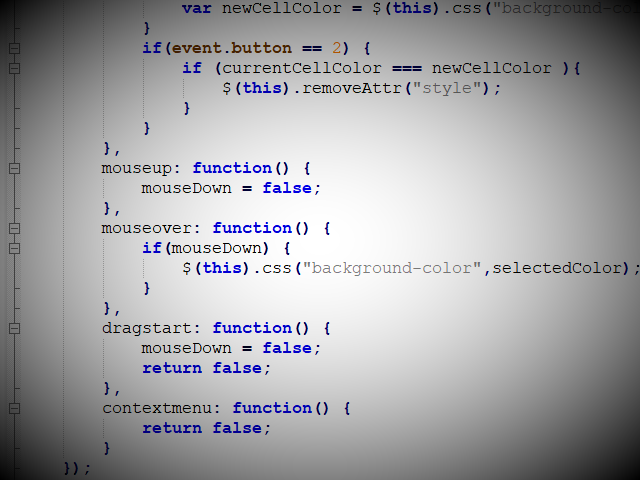 var newCellColor = $(this).css("background-co
}
if(event.button == 2) {
if (currentCellColor === newCellColor ){
$(this).removeAttr("style");
}
}
},
mouseup: function() {
mouseDown = false;
},
mouseover: function() {
if(mouseDown) {
$(this).css("background-color",selectedColor);
}
},
dragstart: function() {
mouseDown = false;
return false;
},
contextmenu: function() {
return false;
}
});